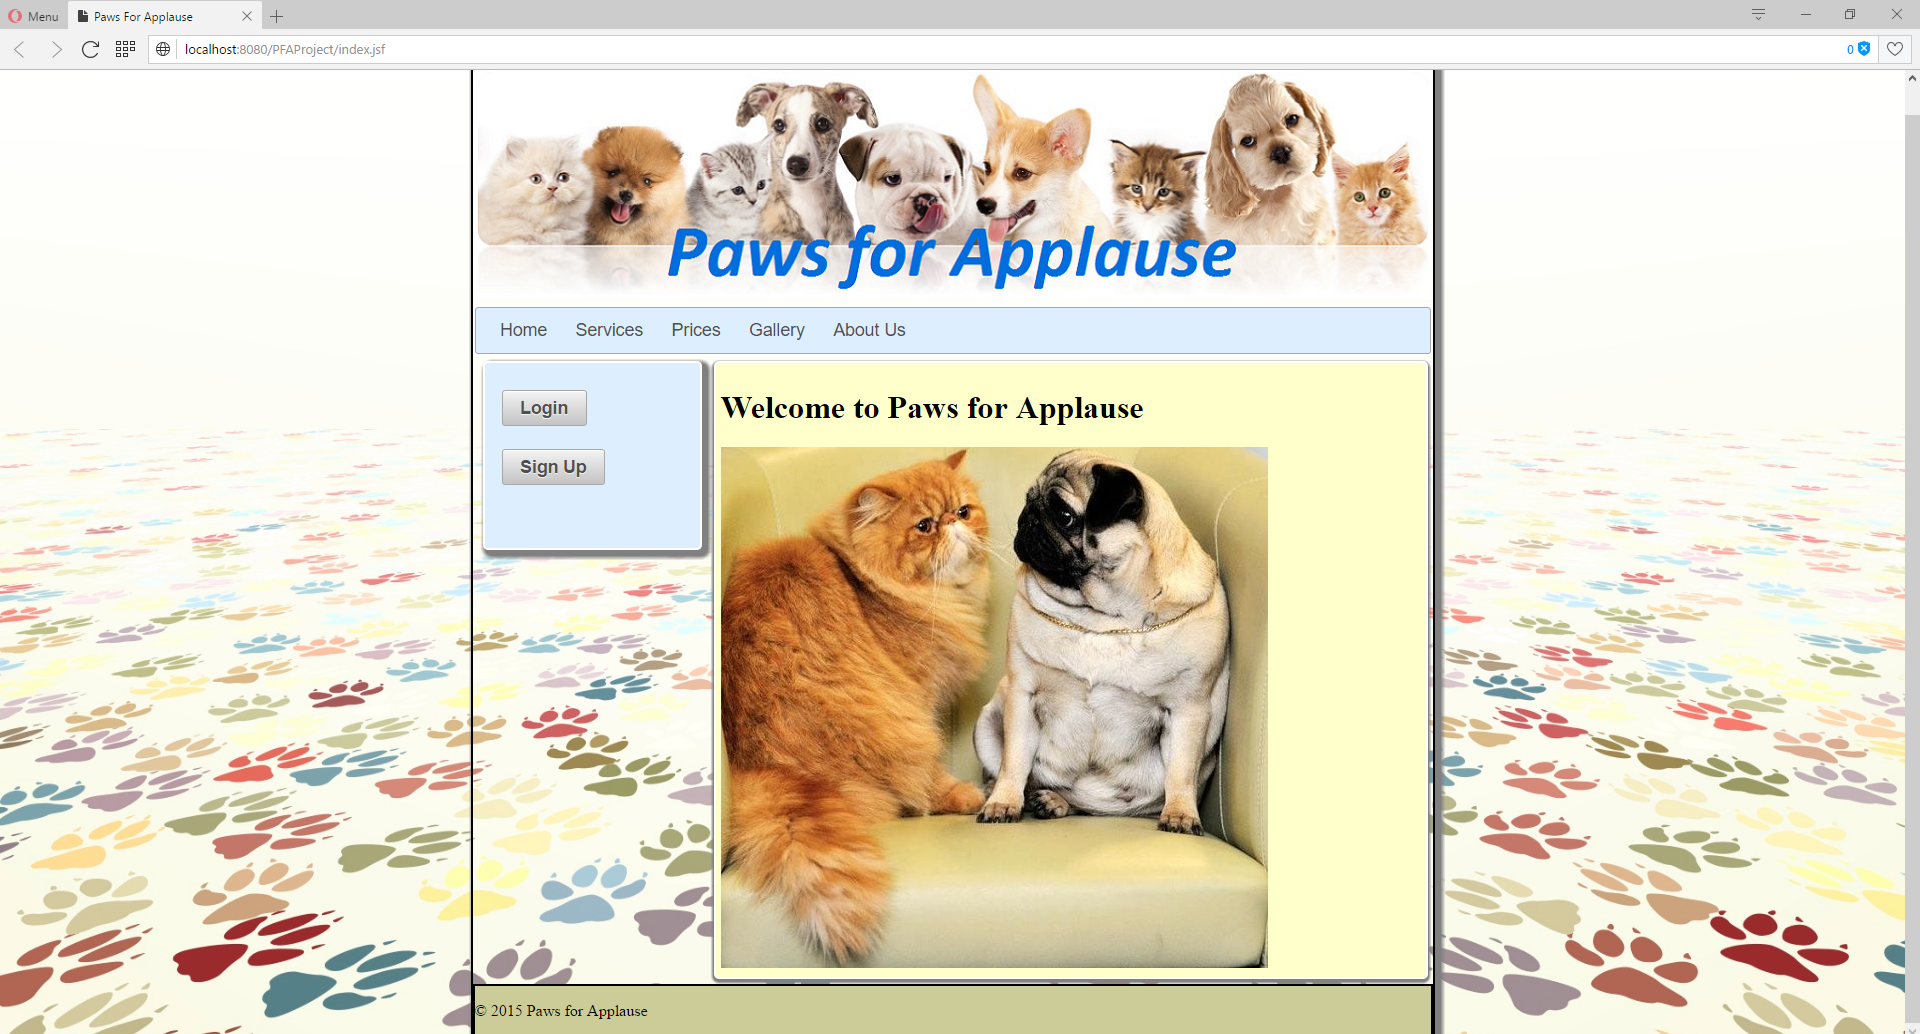 Menu
Paws For Applause
localhost:8080/PFAProject/index.jsf
0
Paws for Applause
Home Services Prices Gallery About Us
Login
Sign Up
Welcome to Paws for Applause
© 2015 Paws for Applause